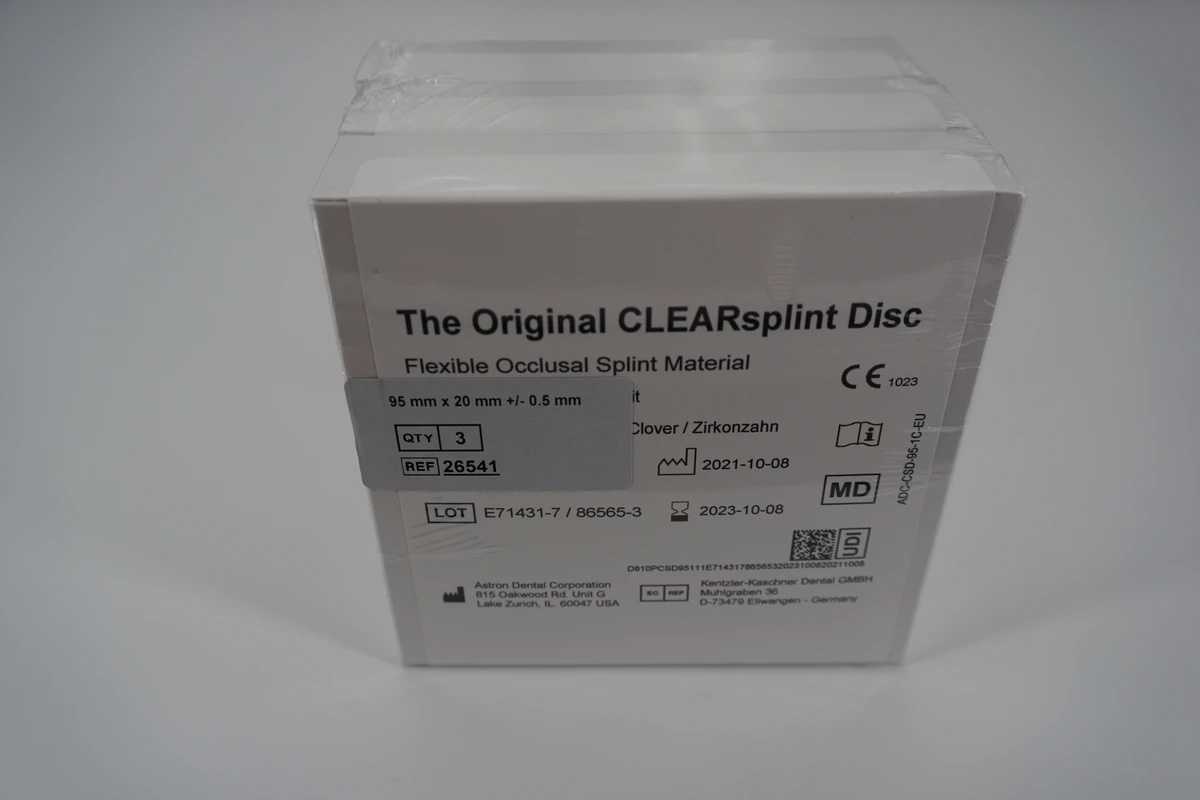 The Original CLEARsplint Disc
Flexible Occlusal Splint Material
CE 1023
95 mm x 20 mm +/- 0.5 mm
it
Clover / Zirkonzahn
QTY 3
2021-10-08
REF 26541
MD
ADC-CSD-95-1C-EU
LOT E71431-7 / 86565-3
2023-10-08
UDI
D810PCSD95111E7143178656532023100820211008
Astron Dental Corporation
815 Oakwood Rd. Unit G
Lake Zurich, IL. 60047 USA
EC REP
Kentzler-Kaschner Dental GMBH
Muhlgraben 36
D-73479 Ellwangen - Germany